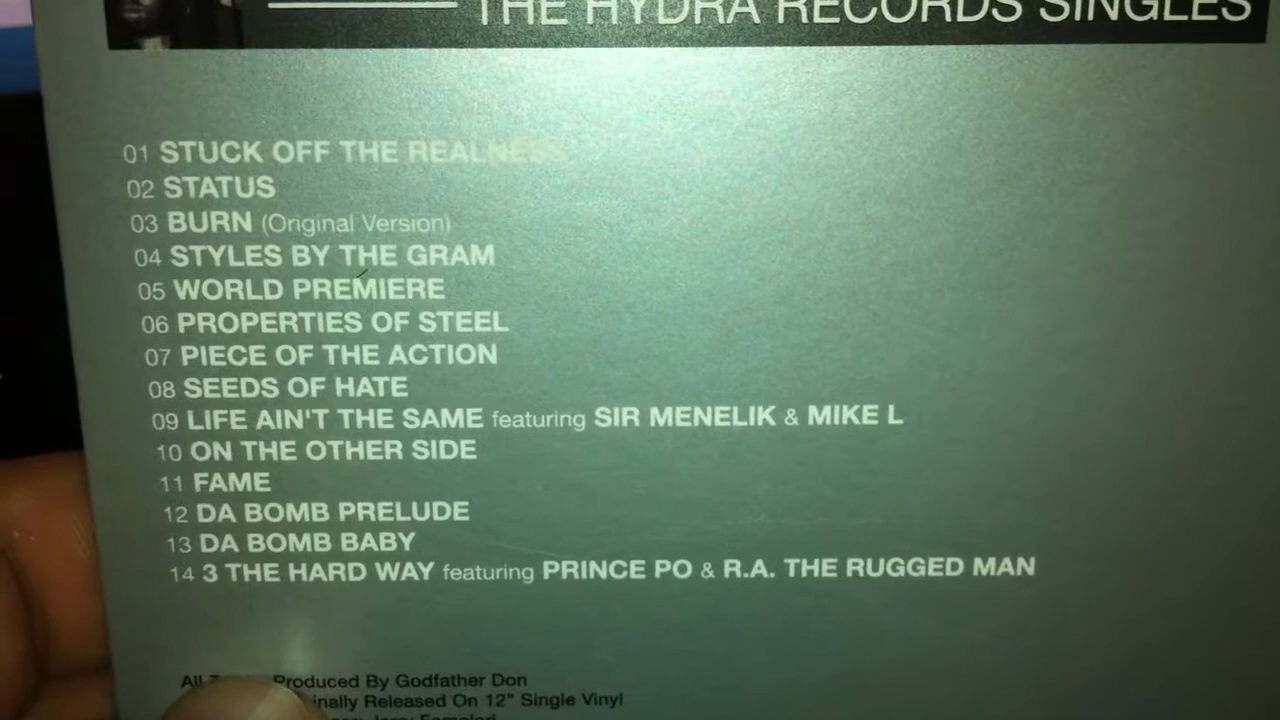 THE HYDRA RECORDS SINGLES
01 STUCK OFF THE REALNESS
02 STATUS
03 BURN (Original Version)
04 STYLES BY THE GRAM
05 WORLD PREMIERE
06 PROPERTIES OF STEEL
07 PIECE OF THE ACTION
08 SEEDS OF HATE
09 LIFE AIN'T THE SAME featuring SIR MENELIK & MIKE L
10 ON THE OTHER SIDE
11 FAME
12 DA BOMB PRELUDE
13 DA BOMB BABY
14 3 THE HARD WAY featuring PRINCE PO & R.A. THE RUGGED MAN
All Produced By Godfather Don
Released On 12" Single Vinyl